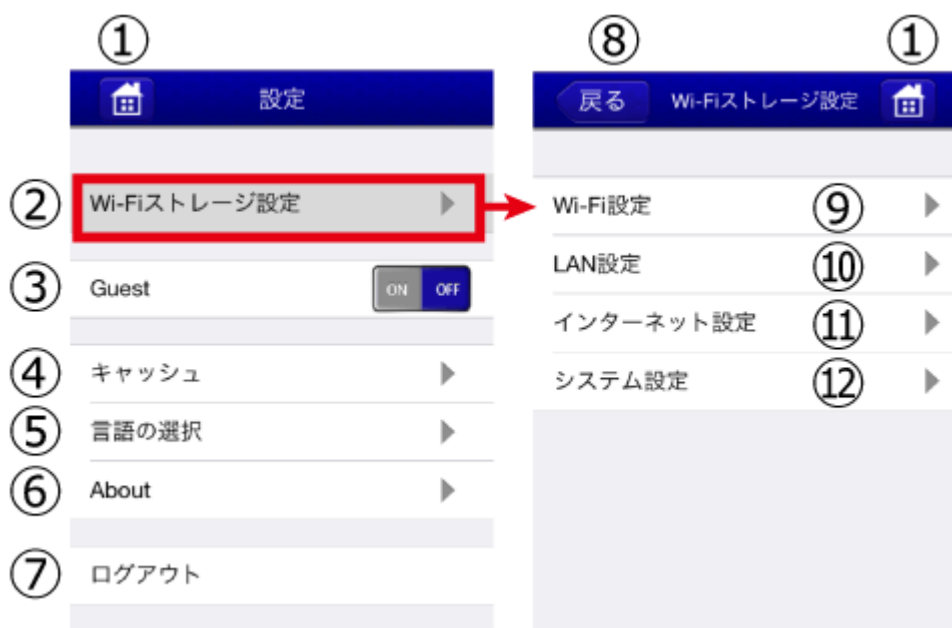 ① ⑧ ①
設定
戻る Wi-Fiストレージ設定
② Wi-Fiストレージ設定
Wi-Fi設定 ⑨
③ Guest ON OFF
LAN設定 ⑩
インターネット設定 ⑪
④ キャッシュ
システム設定 ⑫
⑤ 言語の選択
⑥ About
⑦ ログアウト